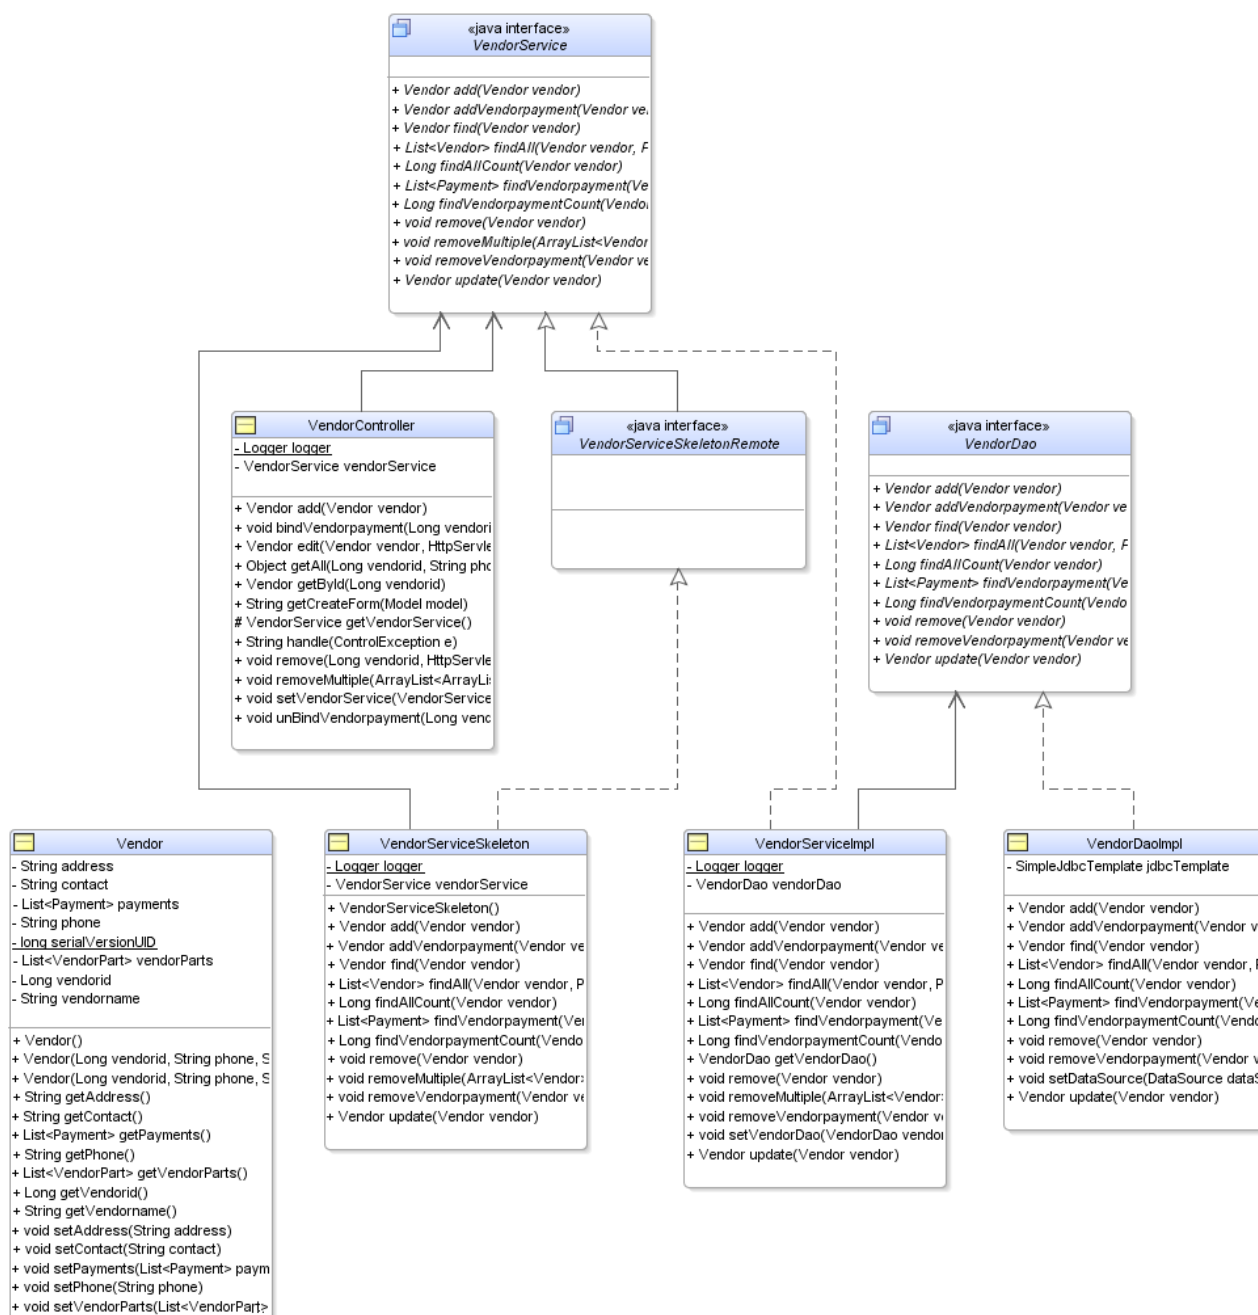 «java interface»
VendorService
+ Vendor add(Vendor vendor)
+ Vendor addVendorpayment(Vendor ve
+ Vendor find(Vendor vendor)
+ List<Vendor> findAll(Vendor vendor, P
+ Long findAllCount(Vendor vendor)
+ List<Payment> findVendorpayment(Ve
+ Long findVendorpaymentCount(Vendo
+ void remove(Vendor vendor)
+ void removeMultiple(ArrayList<Vendor
+ void removeVendorpayment(Vendor ve
+ Vendor update(Vendor vendor)
VendorController
- Logger logger
- VendorService vendorService
+ Vendor add(Vendor vendor)
+ void bindVendorpayment(Long vendori
+ Vendor edit(Vendor vendor, HttpServle
+ Object getAll(Long vendorid, String pho
+ Vendor getById(Long vendorid)
+ String getCreateForm(Model model)
# VendorService getVendorService()
+ String handle(ControlException e)
+ void remove(Long vendorid, HttpServle
+ void removeMultiple(ArrayList<ArrayLi
+ void setVendorService(VendorService
+ void unBindVendorpayment(Long vend
«java interface»
VendorServiceSkeletonRemote
«java interface»
VendorDao
+ Vendor add(Vendor vendor)
+ Vendor addVendorpayment(Vendor ve
+ Vendor find(Vendor vendor)
+ List<Vendor> findAll(Vendor vendor, P
+ Long findAllCount(Vendor vendor)
+ List<Payment> findVendorpayment(Ve
+ Long findVendorpaymentCount(Vendo
+ void remove(Vendor vendor)
+ void removeVendorpayment(Vendor ve
+ Vendor update(Vendor vendor)
Vendor
- String address
- String contact
- List<Payment> payments
- String phone
- long serialVersionUID
- List<VendorPart> vendorParts
- Long vendorid
- String vendorname
+ Vendor()
+ Vendor(Long vendorid, String phone, S
+ Vendor(Long vendorid, String phone, S
+ String getAddress()
+ String getContact()
+ List<Payment> getPayments()
+ String getPhone()
+ List<VendorPart> getVendorParts()
+ Long getVendorid()
+ String getVendorname()
+ void setAddress(String address)
+ void setContact(String contact)
+ void setPayments(List<Payment> paym
+ void setPhone(String phone)
+ void setVendorParts(List<VendorPart>
VendorServiceSkeleton
- Logger logger
- VendorService vendorService
+ VendorServiceSkeleton()
+ Vendor add(Vendor vendor)
+ Vendor addVendorpayment(Vendor ve
+ Vendor find(Vendor vendor)
+ List<Vendor> findAll(Vendor vendor, P
+ Long findAllCount(Vendor vendor)
+ List<Payment> findVendorpayment(Ve
+ Long findVendorpaymentCount(Vendo
+ void remove(Vendor vendor)
+ void removeMultiple(ArrayList<Vendor>
+ void removeVendorpayment(Vendor ve
+ Vendor update(Vendor vendor)
VendorServiceImpl
- Logger logger
- VendorDao vendorDao
+ Vendor add(Vendor vendor)
+ Vendor addVendorpayment(Vendor ve
+ Vendor find(Vendor vendor)
+ List<Vendor> findAll(Vendor vendor, P
+ Long findAllCount(Vendor vendor)
+ List<Payment> findVendorpayment(Ve
+ Long findVendorpaymentCount(Vendo
+ VendorDao getVendorDao()
+ void remove(Vendor vendor)
+ void removeMultiple(ArrayList<Vendor>
+ void removeVendorpayment(Vendor ve
+ void setVendorDao(VendorDao vendor
+ Vendor update(Vendor vendor)
VendorDaoImpl
- SimpleJdbcTemplate jdbcTemplate
+ Vendor add(Vendor vendor)
+ Vendor addVendorpayment(Vendor v
+ Vendor find(Vendor vendor)
+ List<Vendor> findAll(Vendor vendor, P
+ Long findAllCount(Vendor vendor)
+ List<Payment> findVendorpayment(Ve
+ Long findVendorpaymentCount(Vendo
+ void remove(Vendor vendor)
+ void removeVendorpayment(Vendor v
+ void setDataSource(DataSource dataS
+ Vendor update(Vendor vendor)